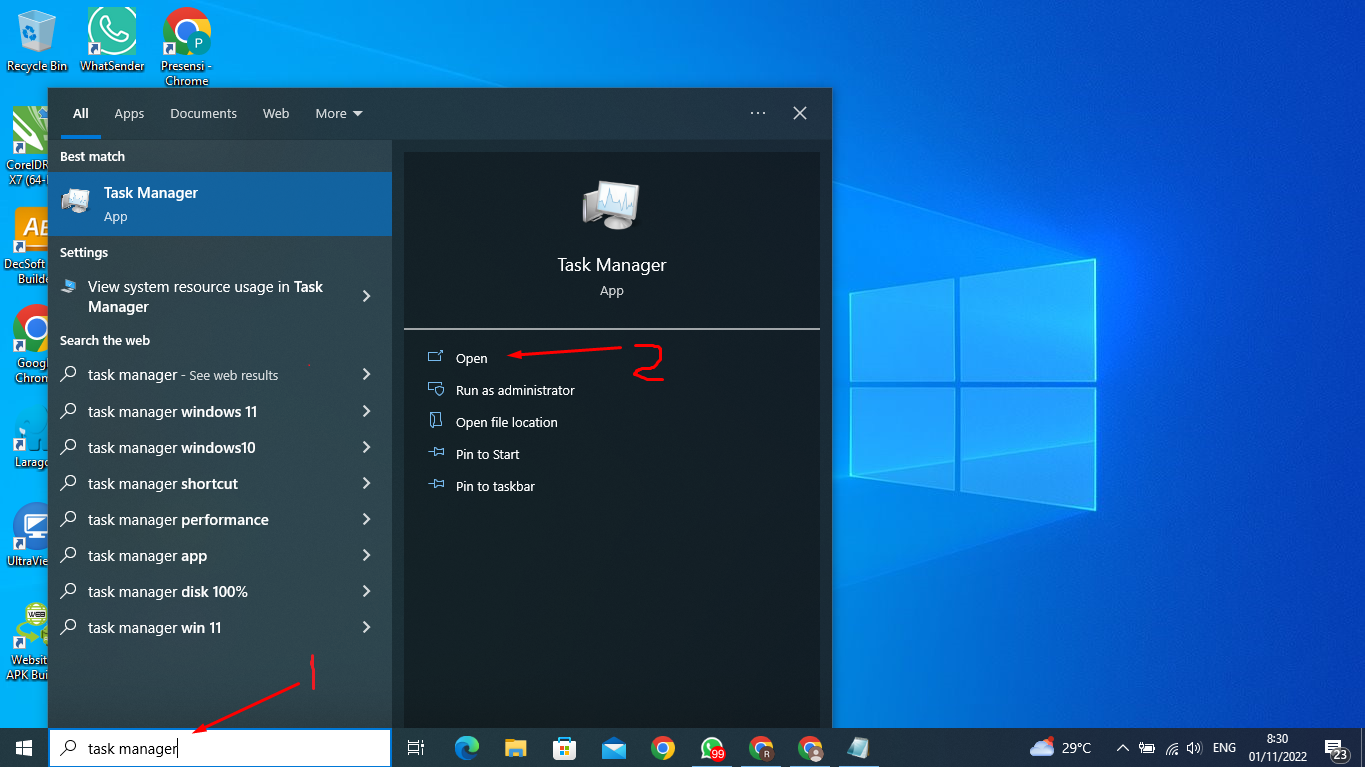 Recycle Bin
WhatSender
Presensi -
Chrome
CorelDR
X7 (64-
DecSoft
Builde
Googl
Chrom
Larago
UltraVie
WEB
Websit
APK Buil
All
Apps
Documents
Web
More
Best match
Task Manager
App
Settings
View system resource usage in Task
Manager
Search the web
task manager - See web results
task manager windows 11
task manager windows10
task manager shortcut
task manager performance
task manager app
task manager disk 100%
task manager win 11
1
Task Manager
App
Open
2
Run as administrator
Open file location
Pin to Start
Pin to taskbar
task manager
99
R
29°C
ENG
8:30
01/11/2022
23